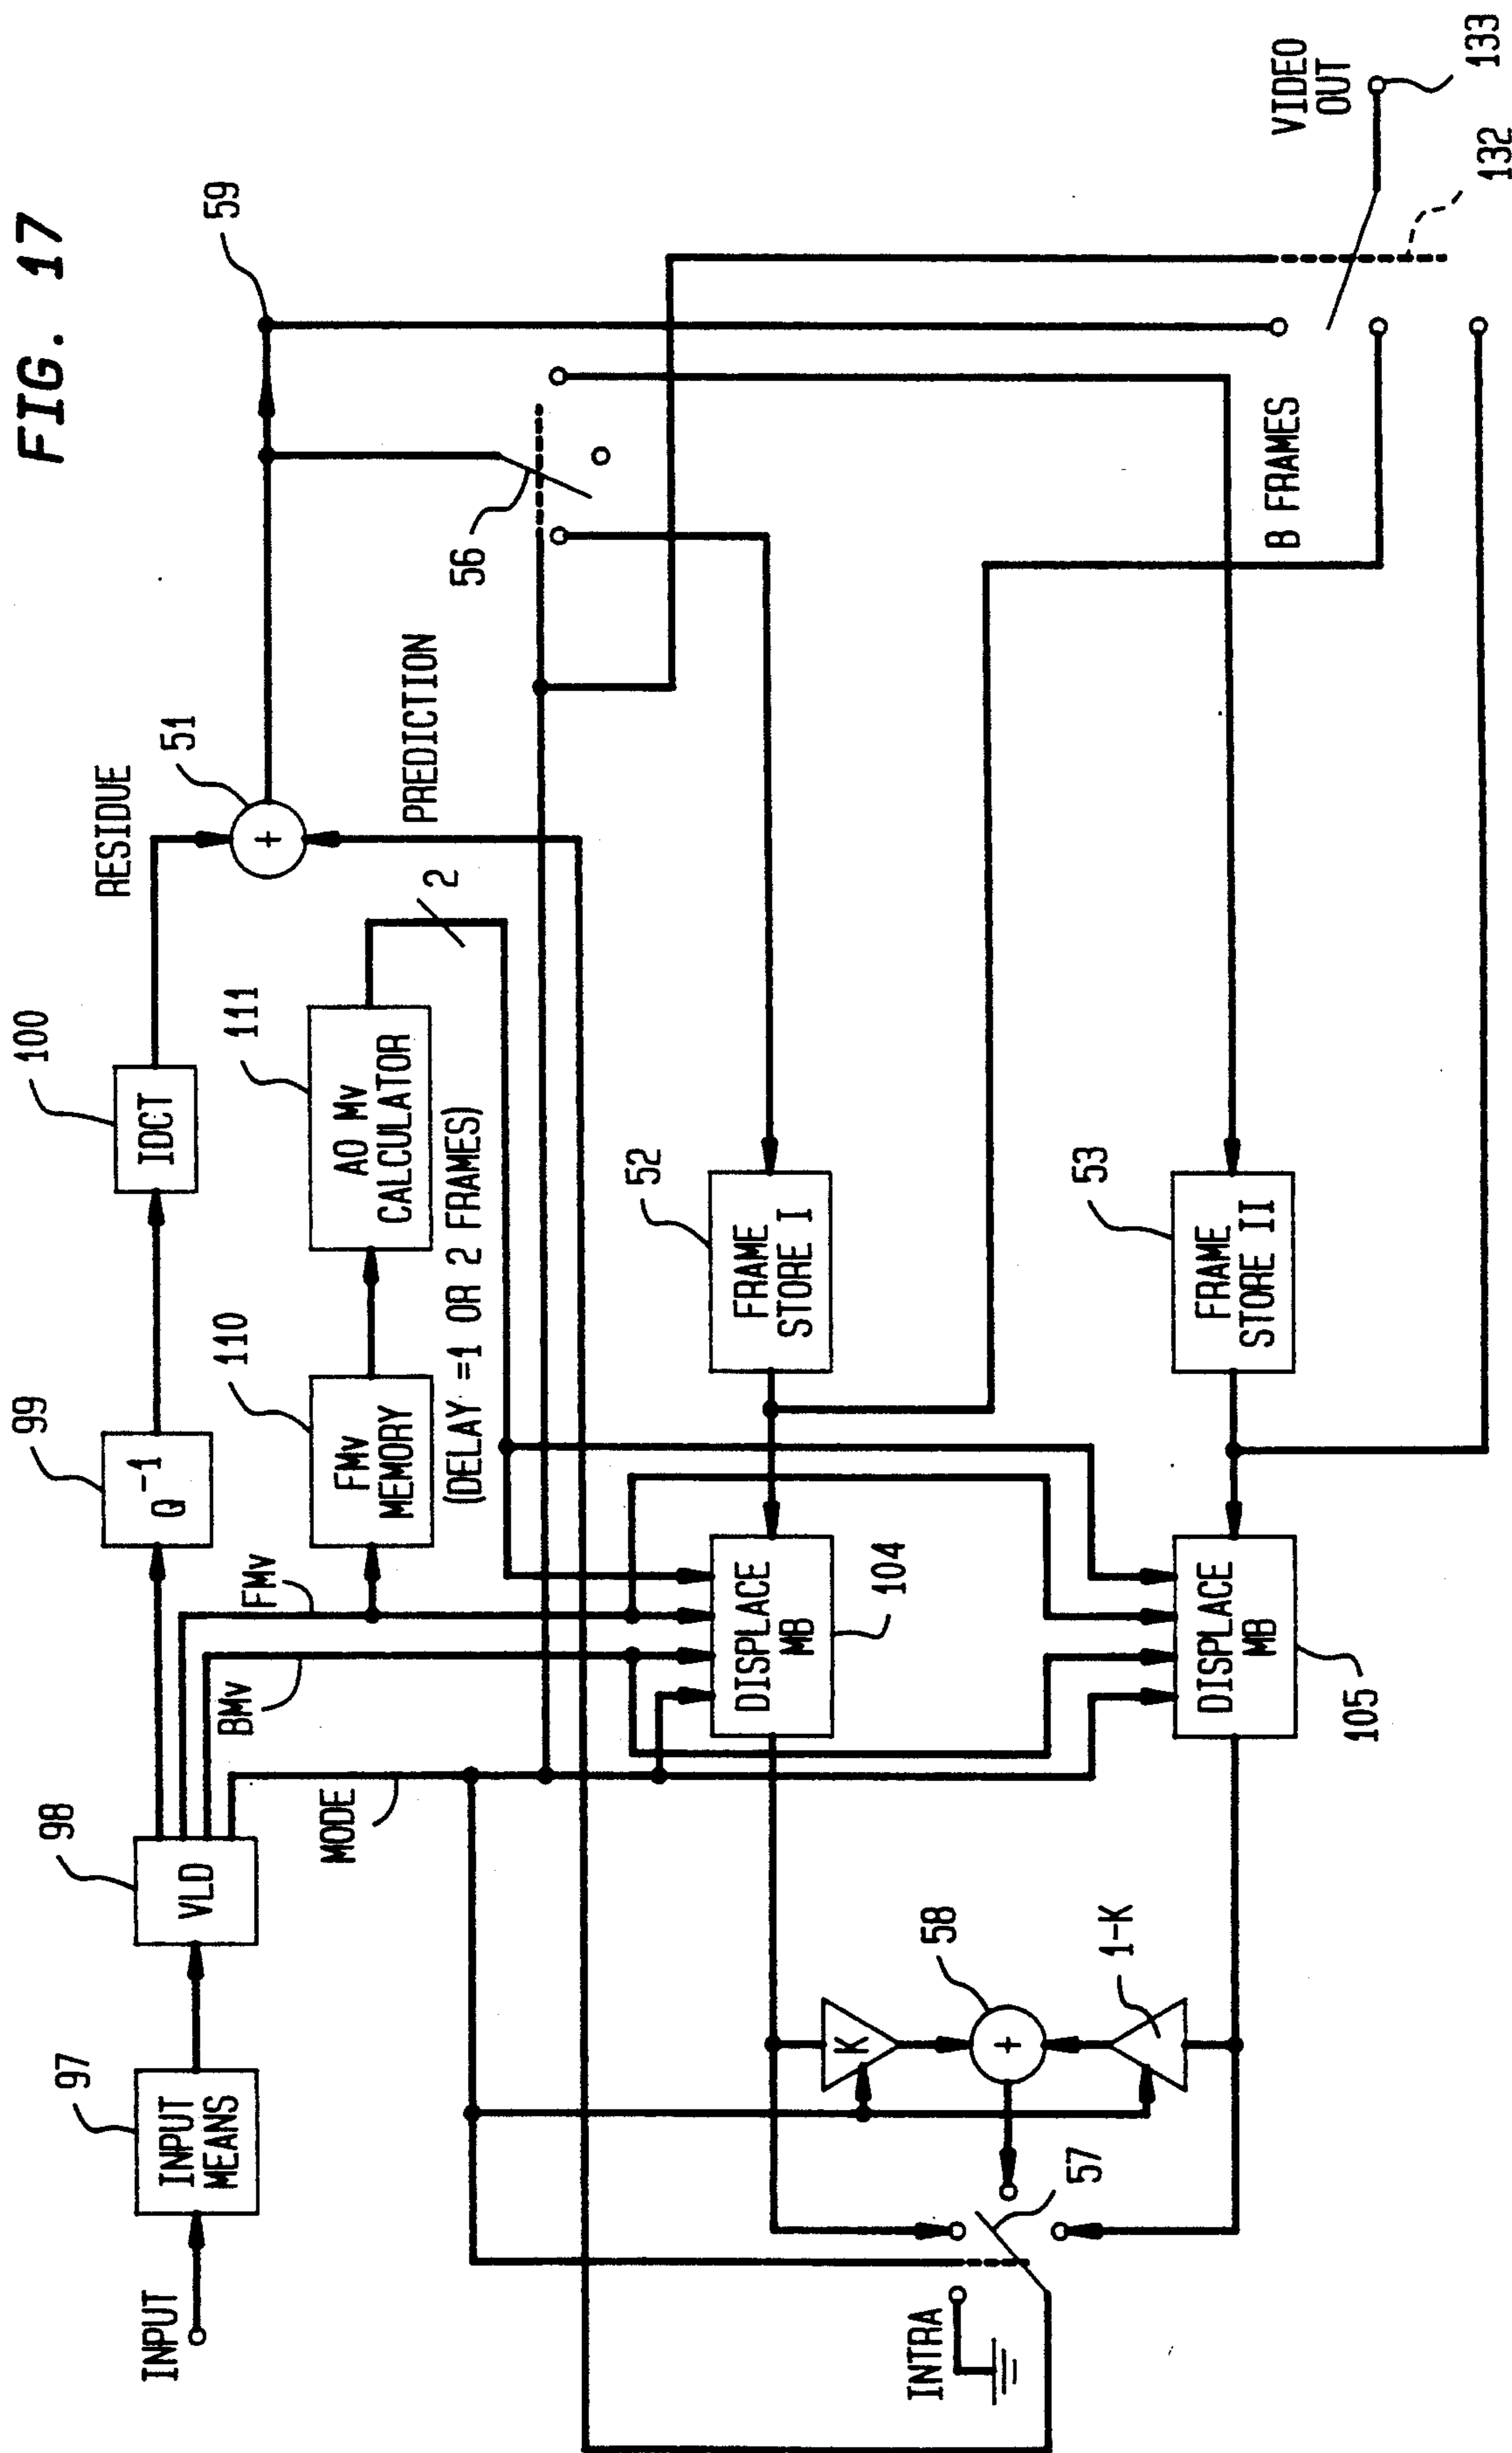 FIG. 17
INPUT
97
INPUT
MEANS
98
VLD
99
Q⁻¹
100
IDCT
RESIDUE
51
+
59
FMv
BMv
MODE
110
FMv
MEMORY
111
AO Mv
CALCULATOR
(DELAY =1 OR 2 FRAMES)
2
PREDICTION
56
52
FRAME
STORE I
DISPLACE
MB
104
53
FRAME
STORE II
DISPLACE
MB
105
K
58
+
1-K
57
INTRA
B FRAMES
VIDEO
OUT
132
133